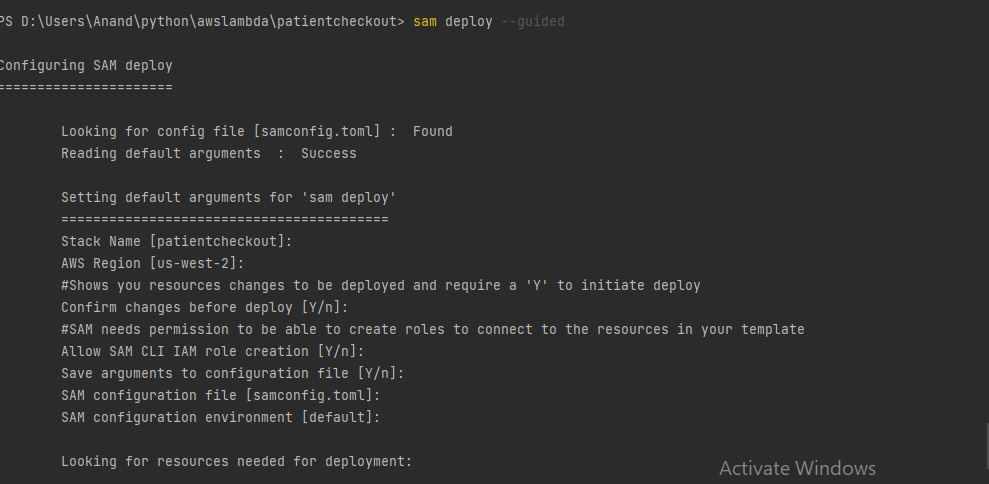 PS D:\Users\Anand\python\awslambda\patientcheckout> sam deploy --guided
Configuring SAM deploy
======================
Looking for config file [samconfig.toml] :  Found
Reading default arguments  :  Success
Setting default arguments for 'sam deploy'
=========================================
Stack Name [patientcheckout]:
AWS Region [us-west-2]:
#Shows you resources changes to be deployed and require a 'Y' to initiate deploy
Confirm changes before deploy [Y/n]:
#SAM needs permission to be able to create roles to connect to the resources in your template
Allow SAM CLI IAM role creation [Y/n]:
Save arguments to configuration file [Y/n]:
SAM configuration file [samconfig.toml]:
SAM configuration environment [default]:
Looking for resources needed for deployment:
Activate Windows